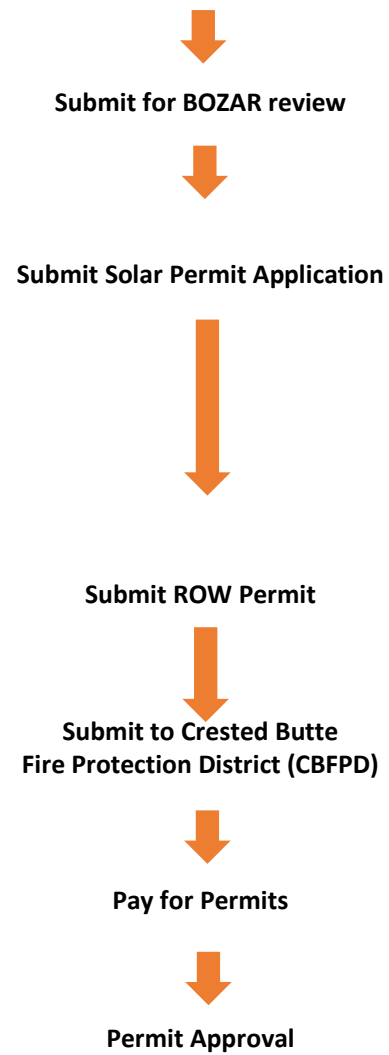 Submit for BOZAR review
Submit Solar Permit Application
Submit ROW Permit
Submit to Crested Butte
Fire Protection District (CBFPD)
Pay for Permits
Permit Approval